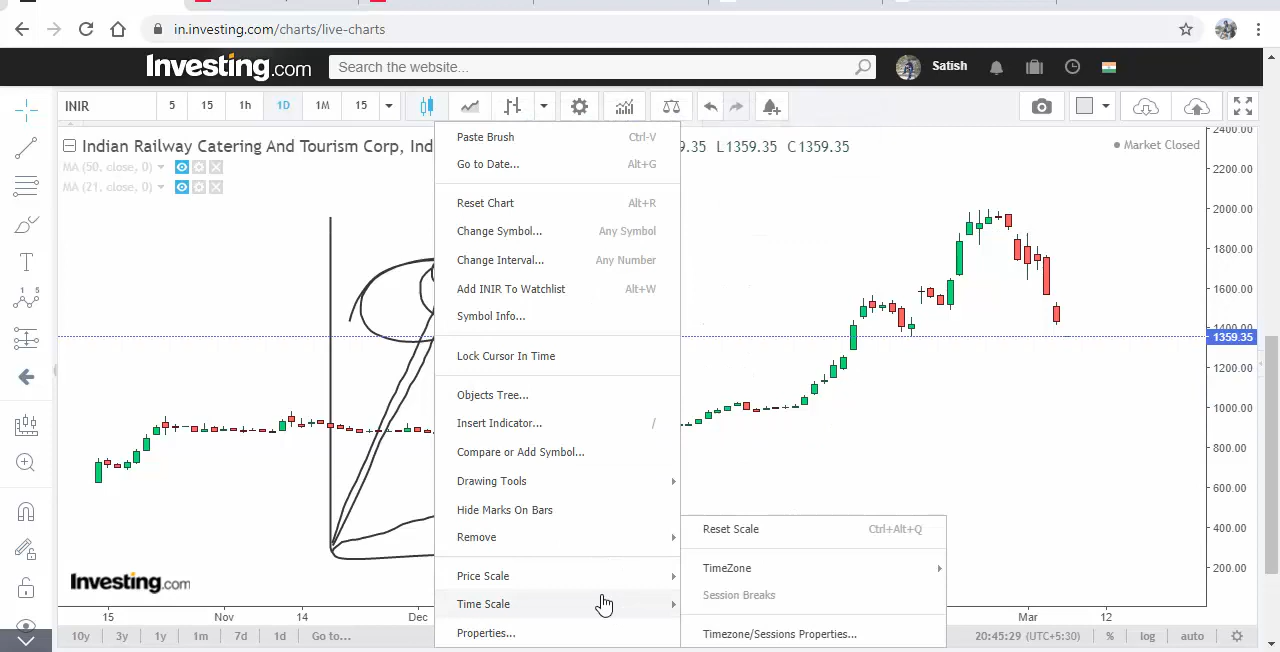 in.investing.com/charts/live-charts
Investing.com
Search the website...
Satish
INIR
5
15
1h
1D
1M
15
Indian Railway Catering And Tourism Corp, Ind
9.35 L1359.35 C1359.35
Market Closed
MA (50, close, 0)
MA (21, close, 0)
Paste Brush Ctrl-V
Go to Date... Alt+G
Reset Chart Alt+R
Change Symbol... Any Symbol
Change Interval... Any Number
Add INIR To Watchlist Alt+W
Symbol Info...
Lock Cursor In Time
Objects Tree...
Insert Indicator... /
Compare or Add Symbol...
Drawing Tools
Hide Marks On Bars
Remove
Price Scale
Time Scale
Properties...
Reset Scale Ctrl+Alt+Q
TimeZone
Session Breaks
Timezone/Sessions Properties...
2400.00
2200.00
2000.00
1800.00
1600.00
1400.00
1359.35
1200.00
1000.00
800.00
600.00
400.00
200.00
Investing.com
15 Nov 14 Dec Mar 12
10y 3y 1y 1m 7d 1d Go to...
20:45:29 (UTC+5:30) % log auto